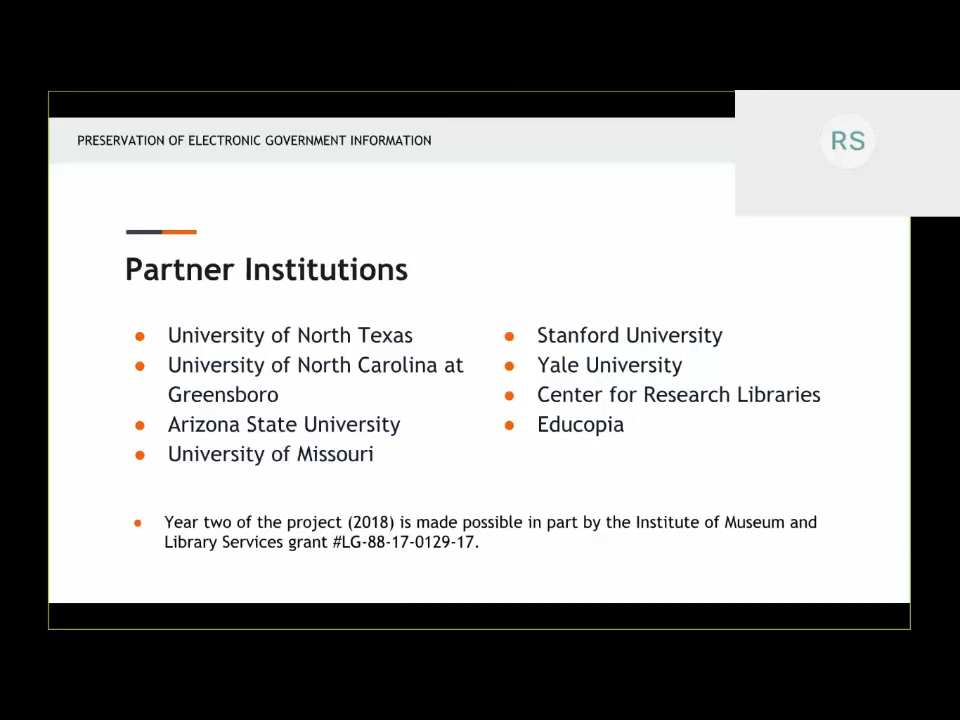 PRESERVATION OF ELECTRONIC GOVERNMENT INFORMATION
RS
Partner Institutions
● University of North Texas
● University of North Carolina at
Greensboro
● Arizona State University
● University of Missouri
● Stanford University
● Yale University
● Center for Research Libraries
● Educopia
● Year two of the project (2018) is made possible in part by the Institute of Museum and
Library Services grant #LG-88-17-0129-17.